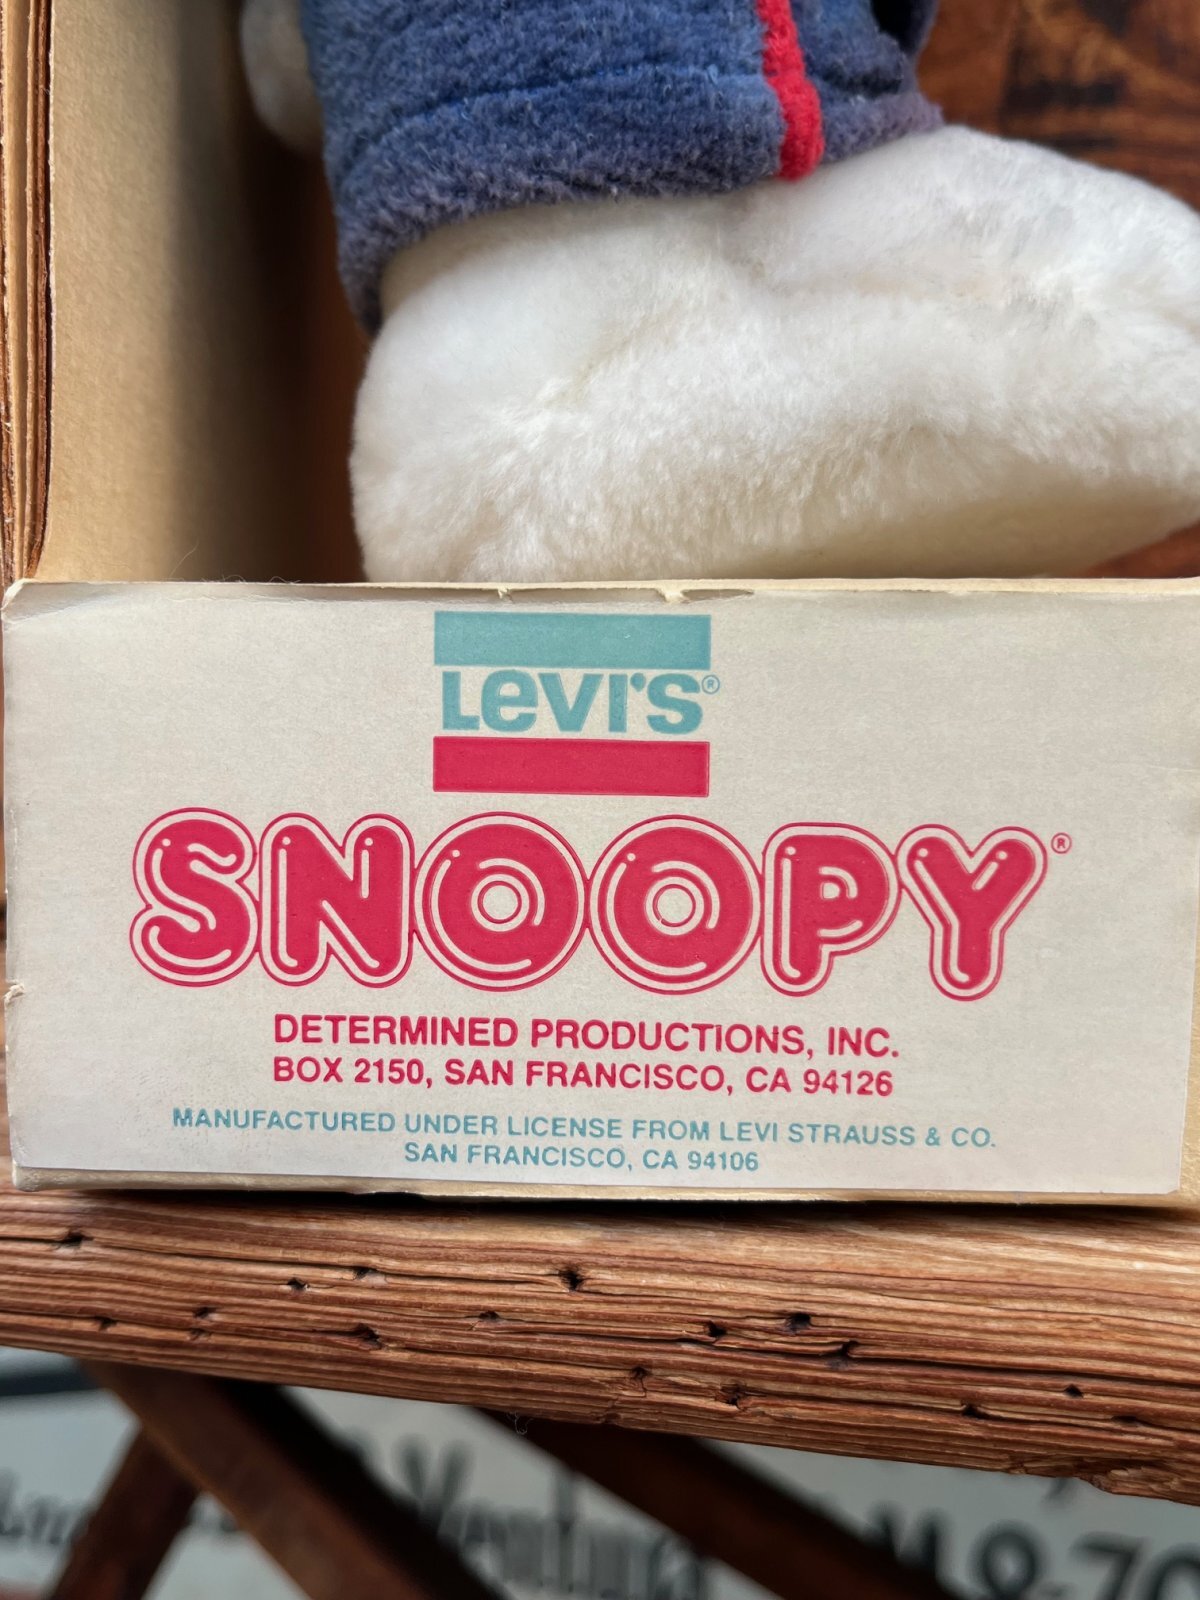 Levi's®
SNOOPY®
DETERMINED PRODUCTIONS, INC.
BOX 2150, SAN FRANCISCO, CA 94126
MANUFACTURED UNDER LICENSE FROM LEVI STRAUSS & CO.
SAN FRANCISCO, CA 94106